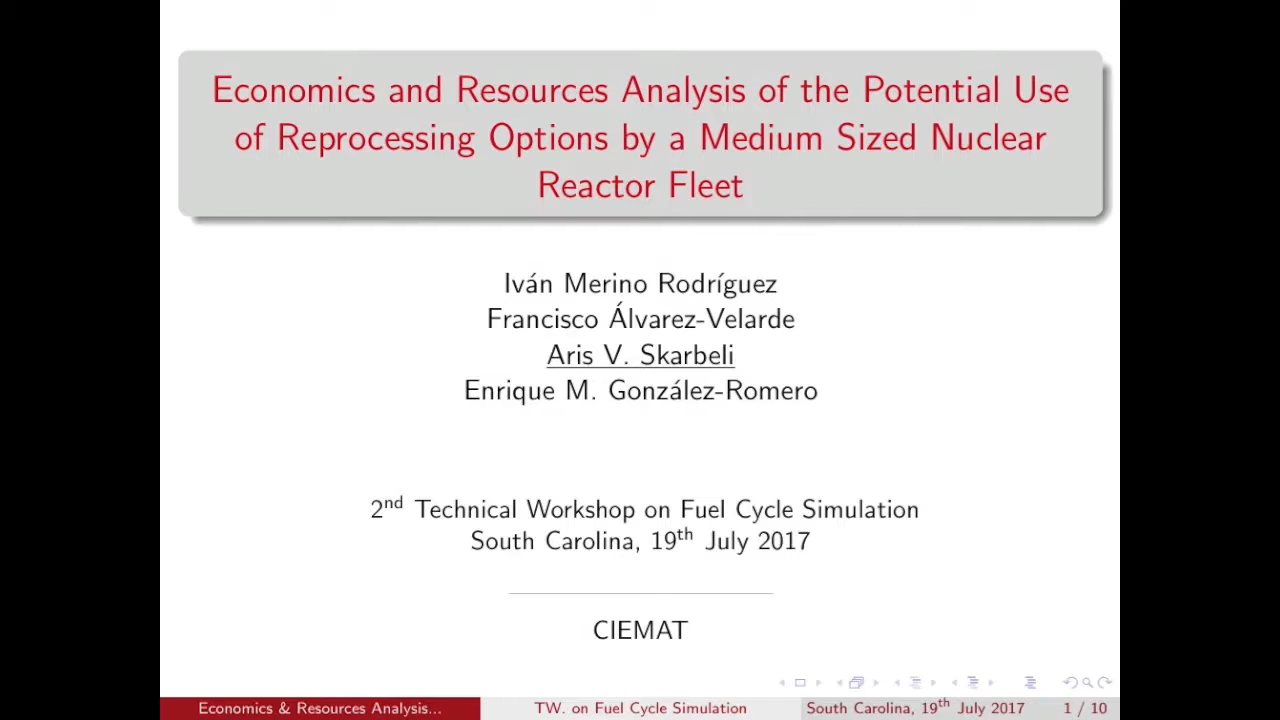 Economics and Resources Analysis of the Potential Use
of Reprocessing Options by a Medium Sized Nuclear
Reactor Fleet
Iván Merino Rodríguez
Francisco Álvarez-Velarde
Aris V. Skarbeli
Enrique M. González-Romero
2nd Technical Workshop on Fuel Cycle Simulation
South Carolina, 19th July 2017
CIEMAT
Economics & Resources Analysis... TW. on Fuel Cycle Simulation South Carolina, 19th July 2017 1 / 10